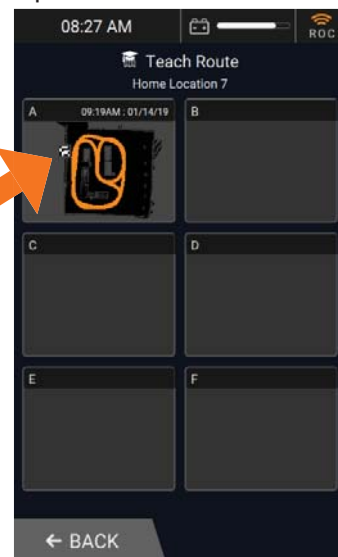 08:27 AM
ROC
Teach Route
Home Location 7
A 09:19AM : 01/14/19 B
C D
E F
← BACK